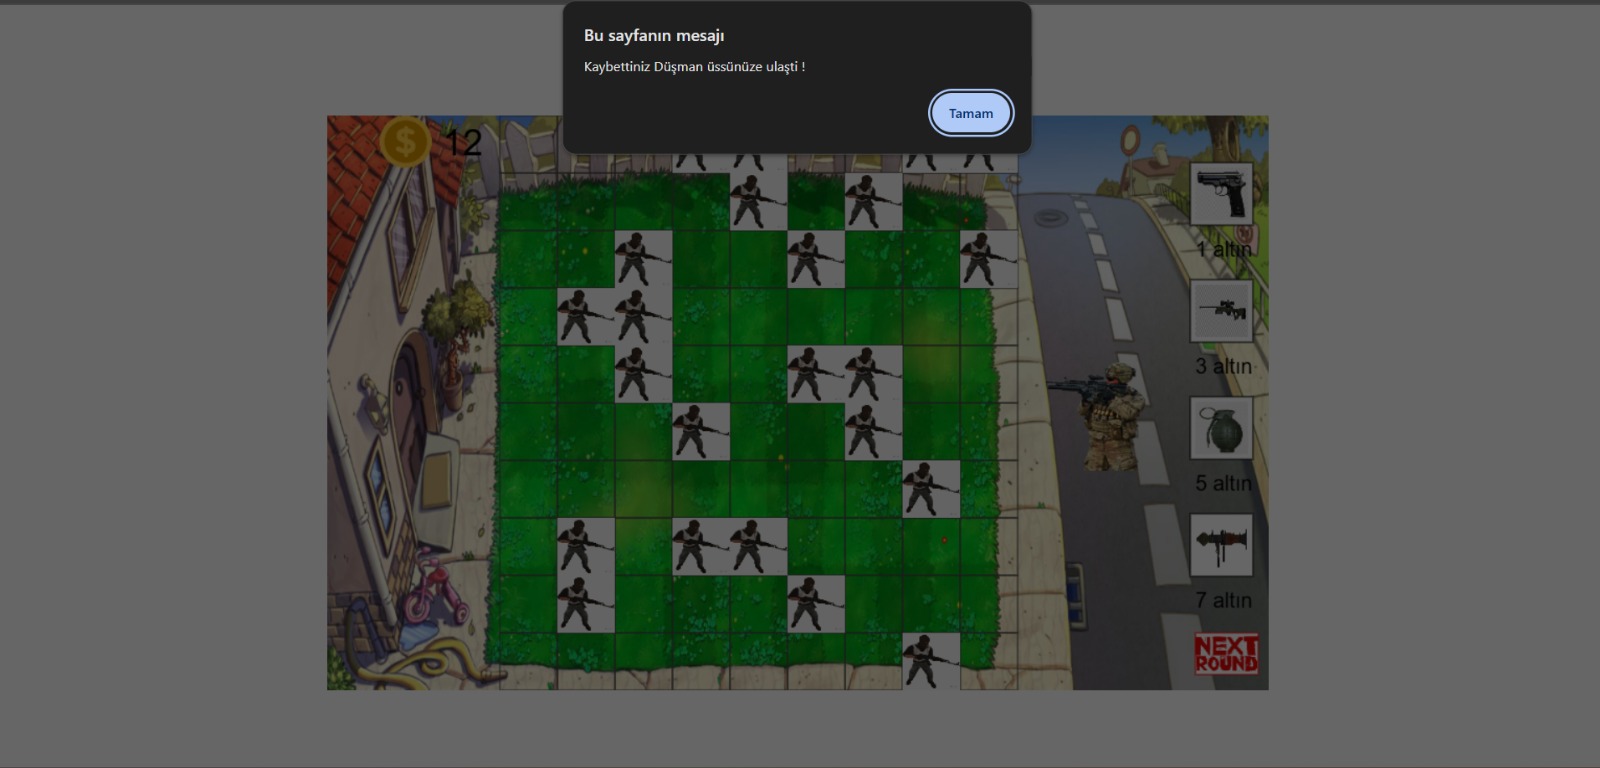 Bu sayfanın mesajı
Kaybettiniz Düşman üssünüze ulaşti !
Tamam
$ 12
1 altın
3 altın
5 altın
7 altın
NEXT
ROUND